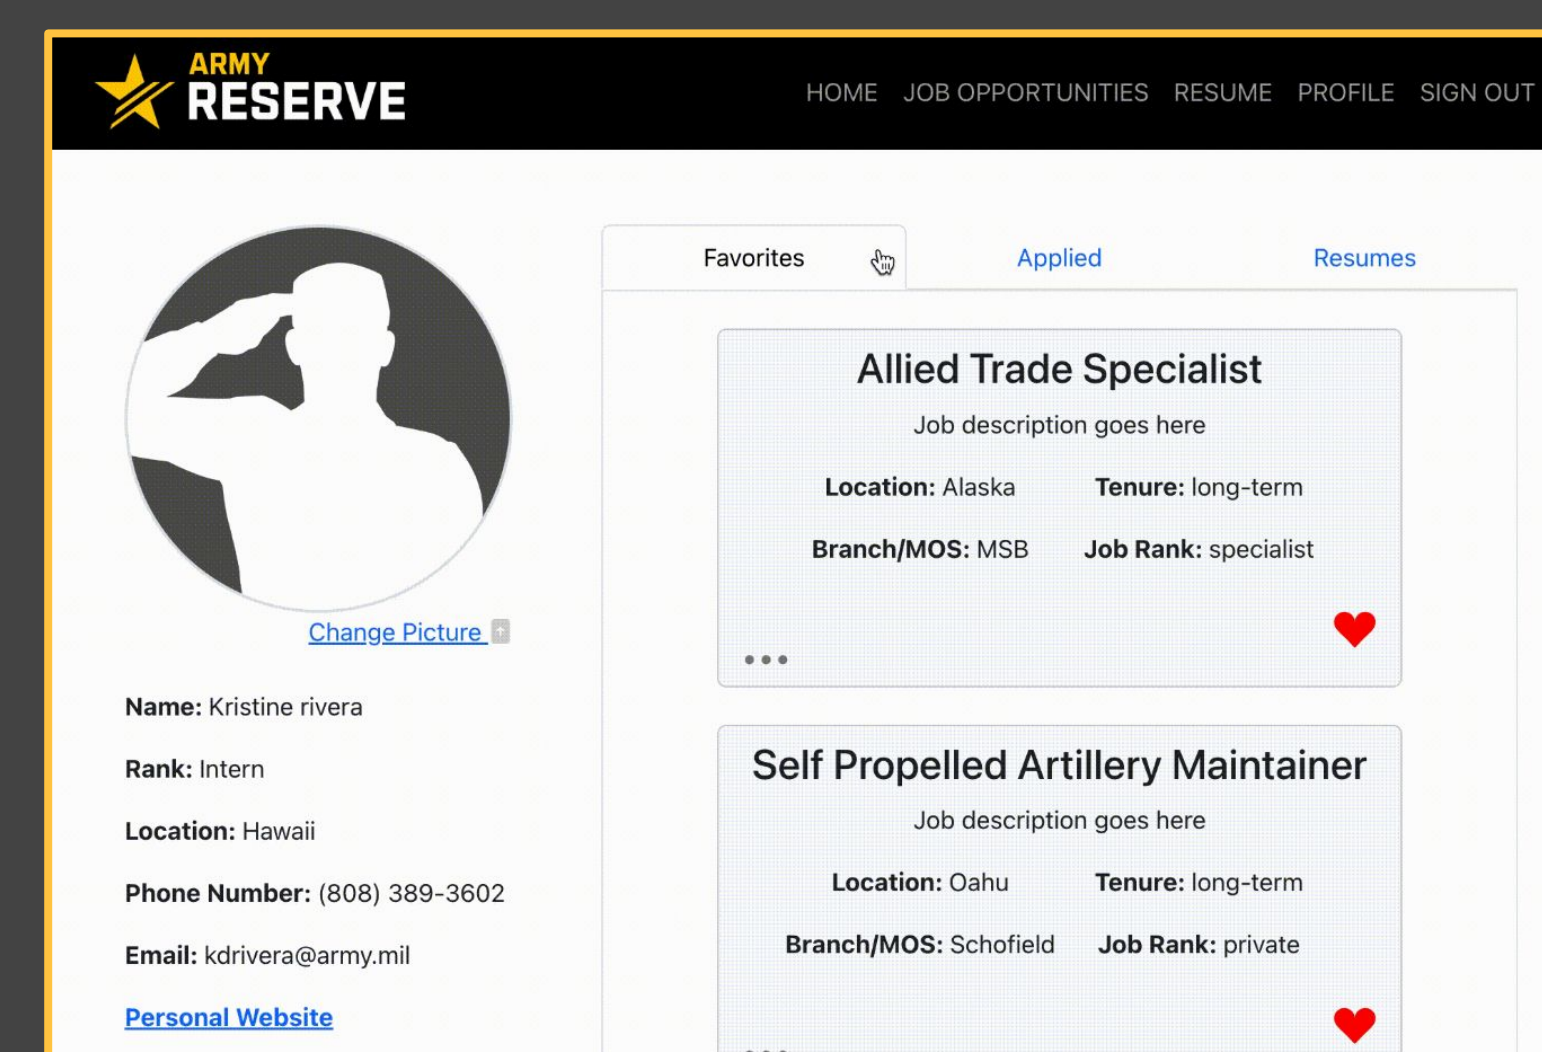 ARMY
RESERVE
HOME JOB OPPORTUNITIES RESUME PROFILE SIGN OUT
Favorites Applied Resumes
Change Picture
Name: Kristine rivera
Rank: Intern
Location: Hawaii
Phone Number: (808) 389-3602
Email: kdrivera@army.mil
Personal Website
Allied Trade Specialist
Job description goes here
Location: Alaska Tenure: long-term
Branch/MOS: MSB Job Rank: specialist
Self Propelled Artillery Maintainer
Job description goes here
Location: Oahu Tenure: long-term
Branch/MOS: Schofield Job Rank: private